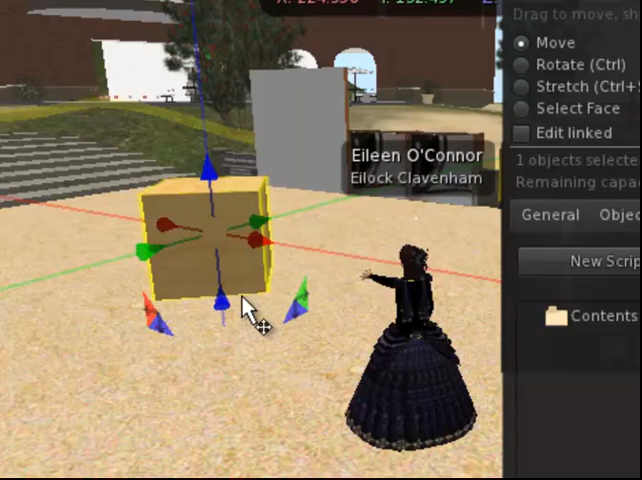 Drag to move, sh
Move
Rotate (Ctrl)
Stretch (Ctrl+
Select Face
Edit linked
1 objects selecte
Remaining capa
General Objec
New Scrip
Contents
Eileen O'Connor
Eilock Clavenham